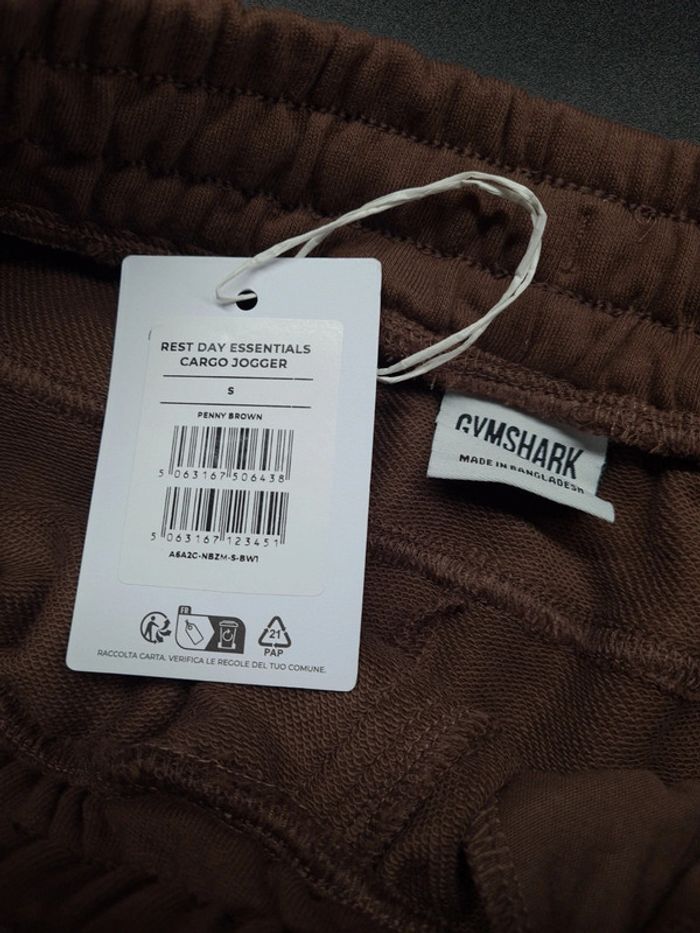 REST DAY ESSENTIALS
CARGO JOGGER
S
PENNY BROWN
5 063167 506438
5 063167 123451
A6A2C-NBZM-S-BW1
FR
21
PAP
RACCOLTA CARTA. VERIFICA LE REGOLE DEL TUO COMUNE.
GYMSHARK
MADE IN BANGLADESH